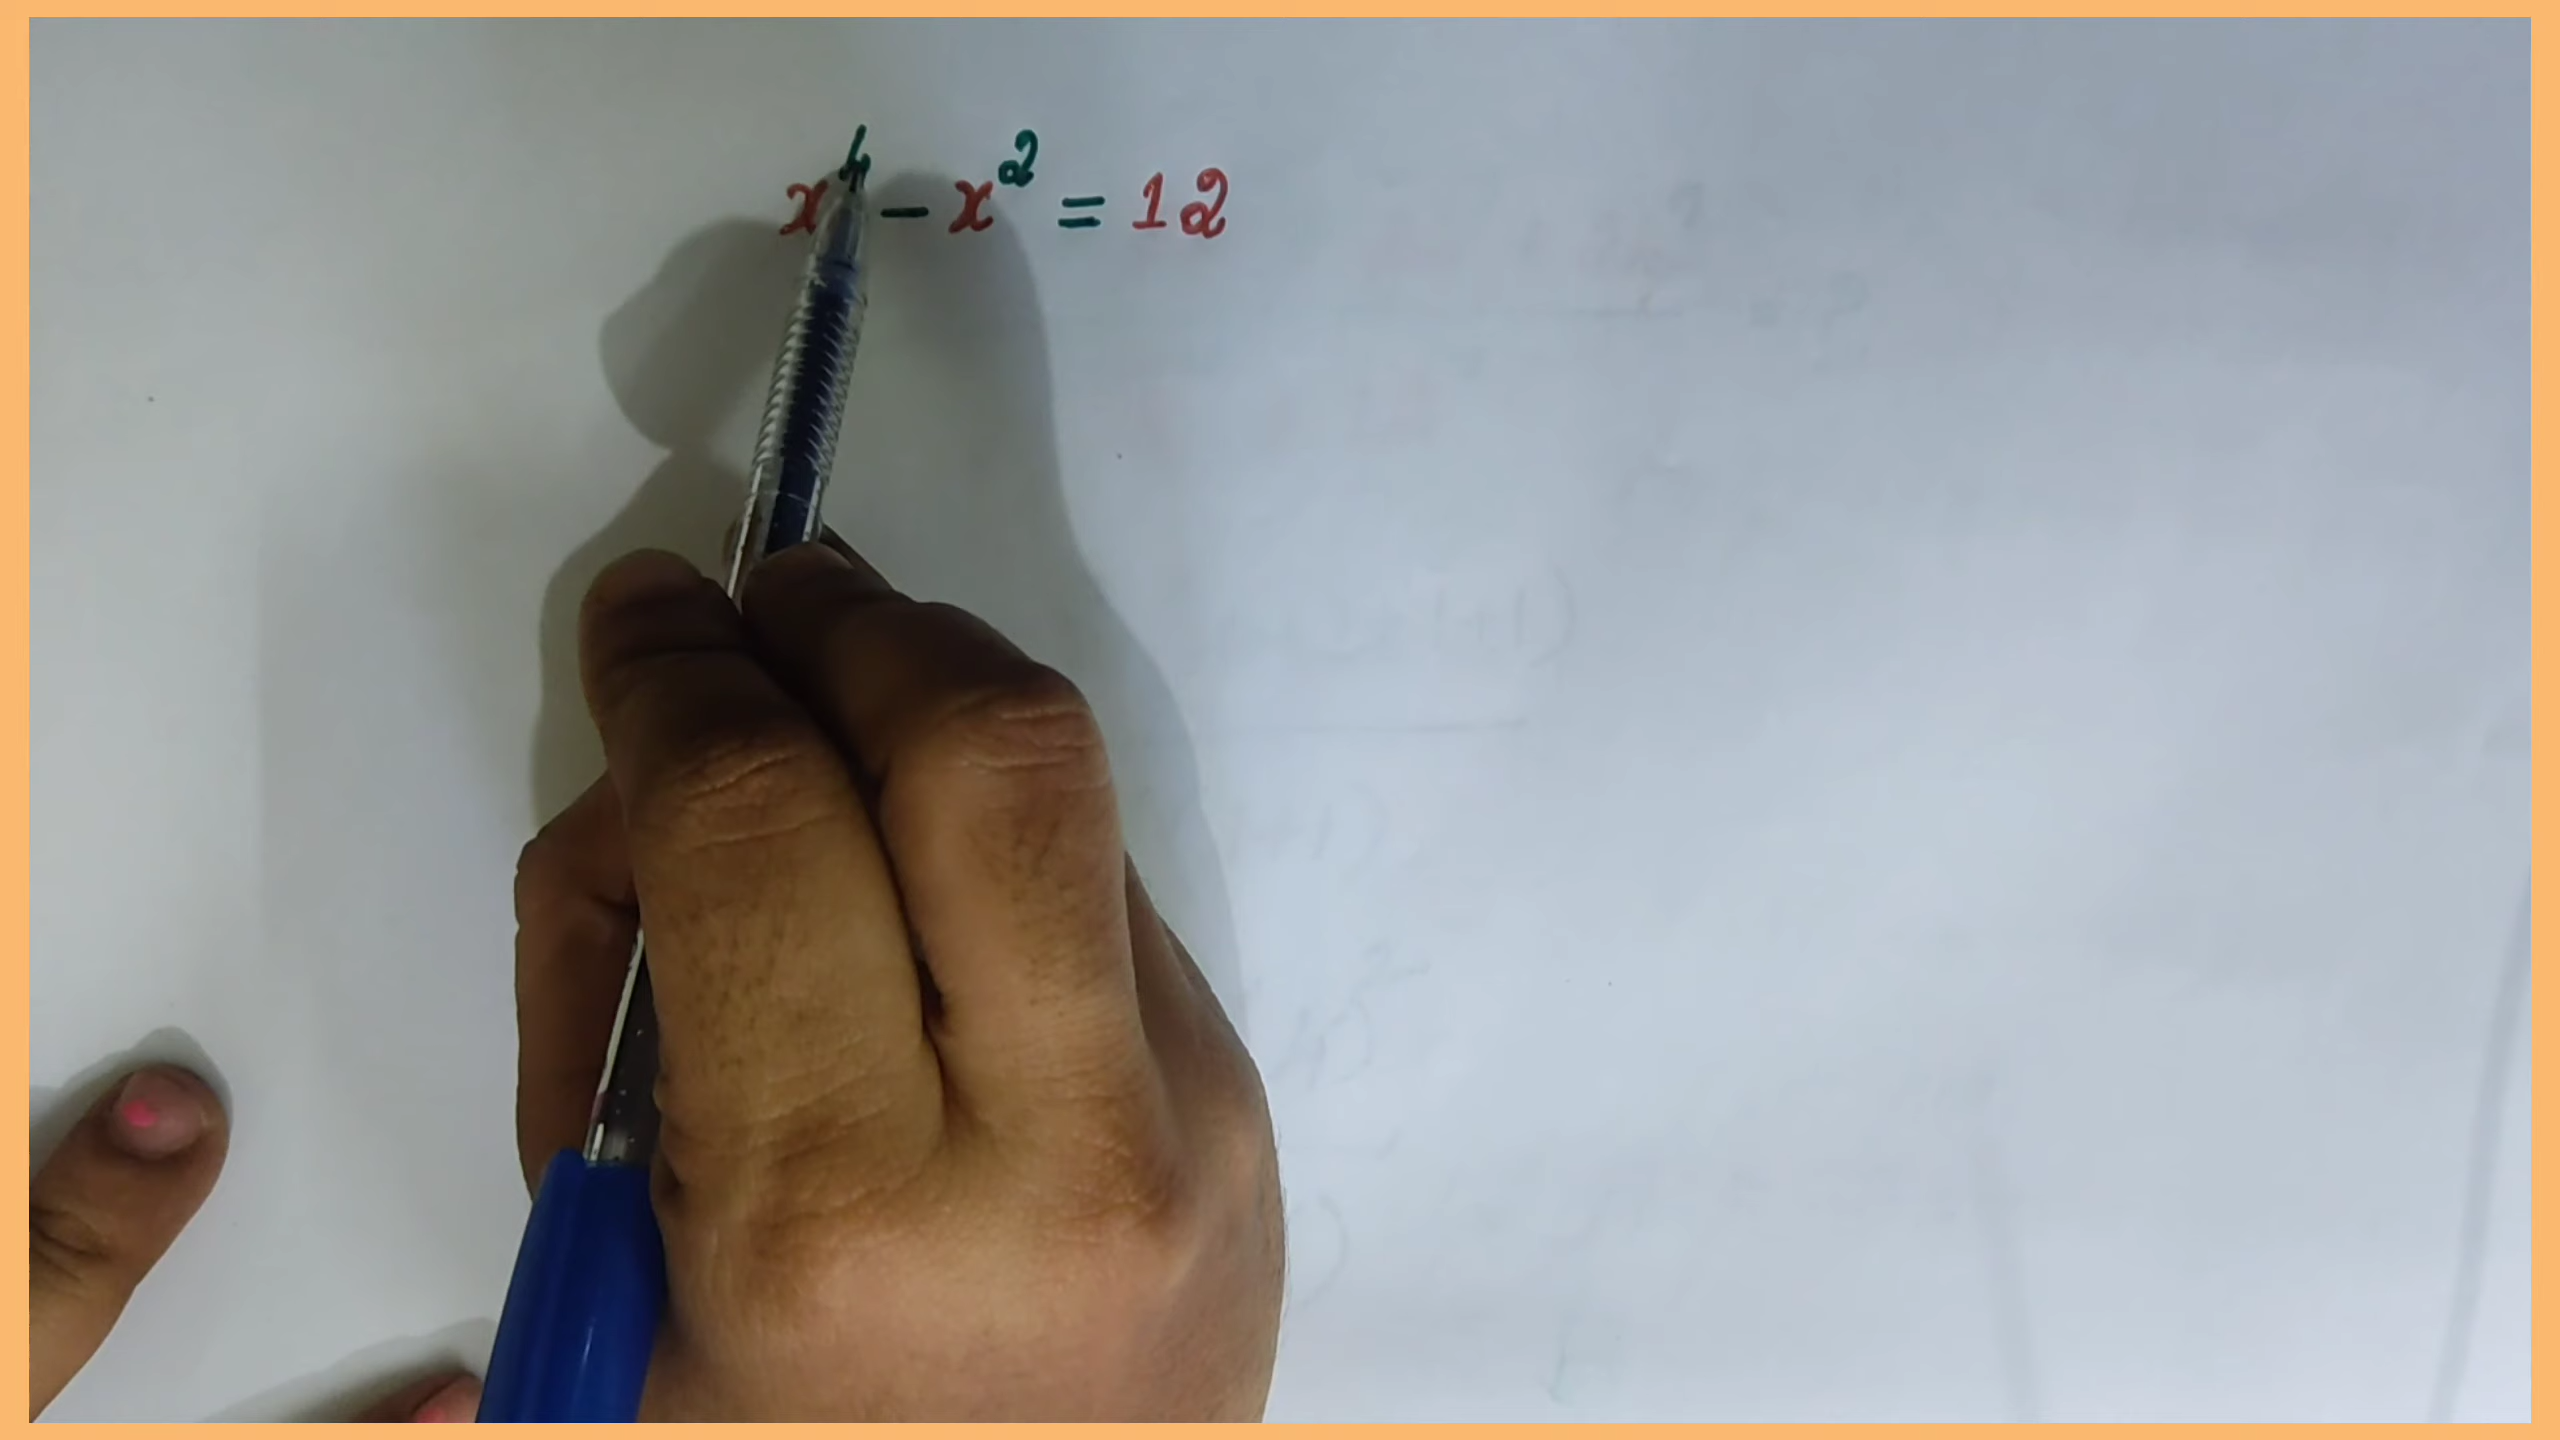 x⁴ - x² = 12